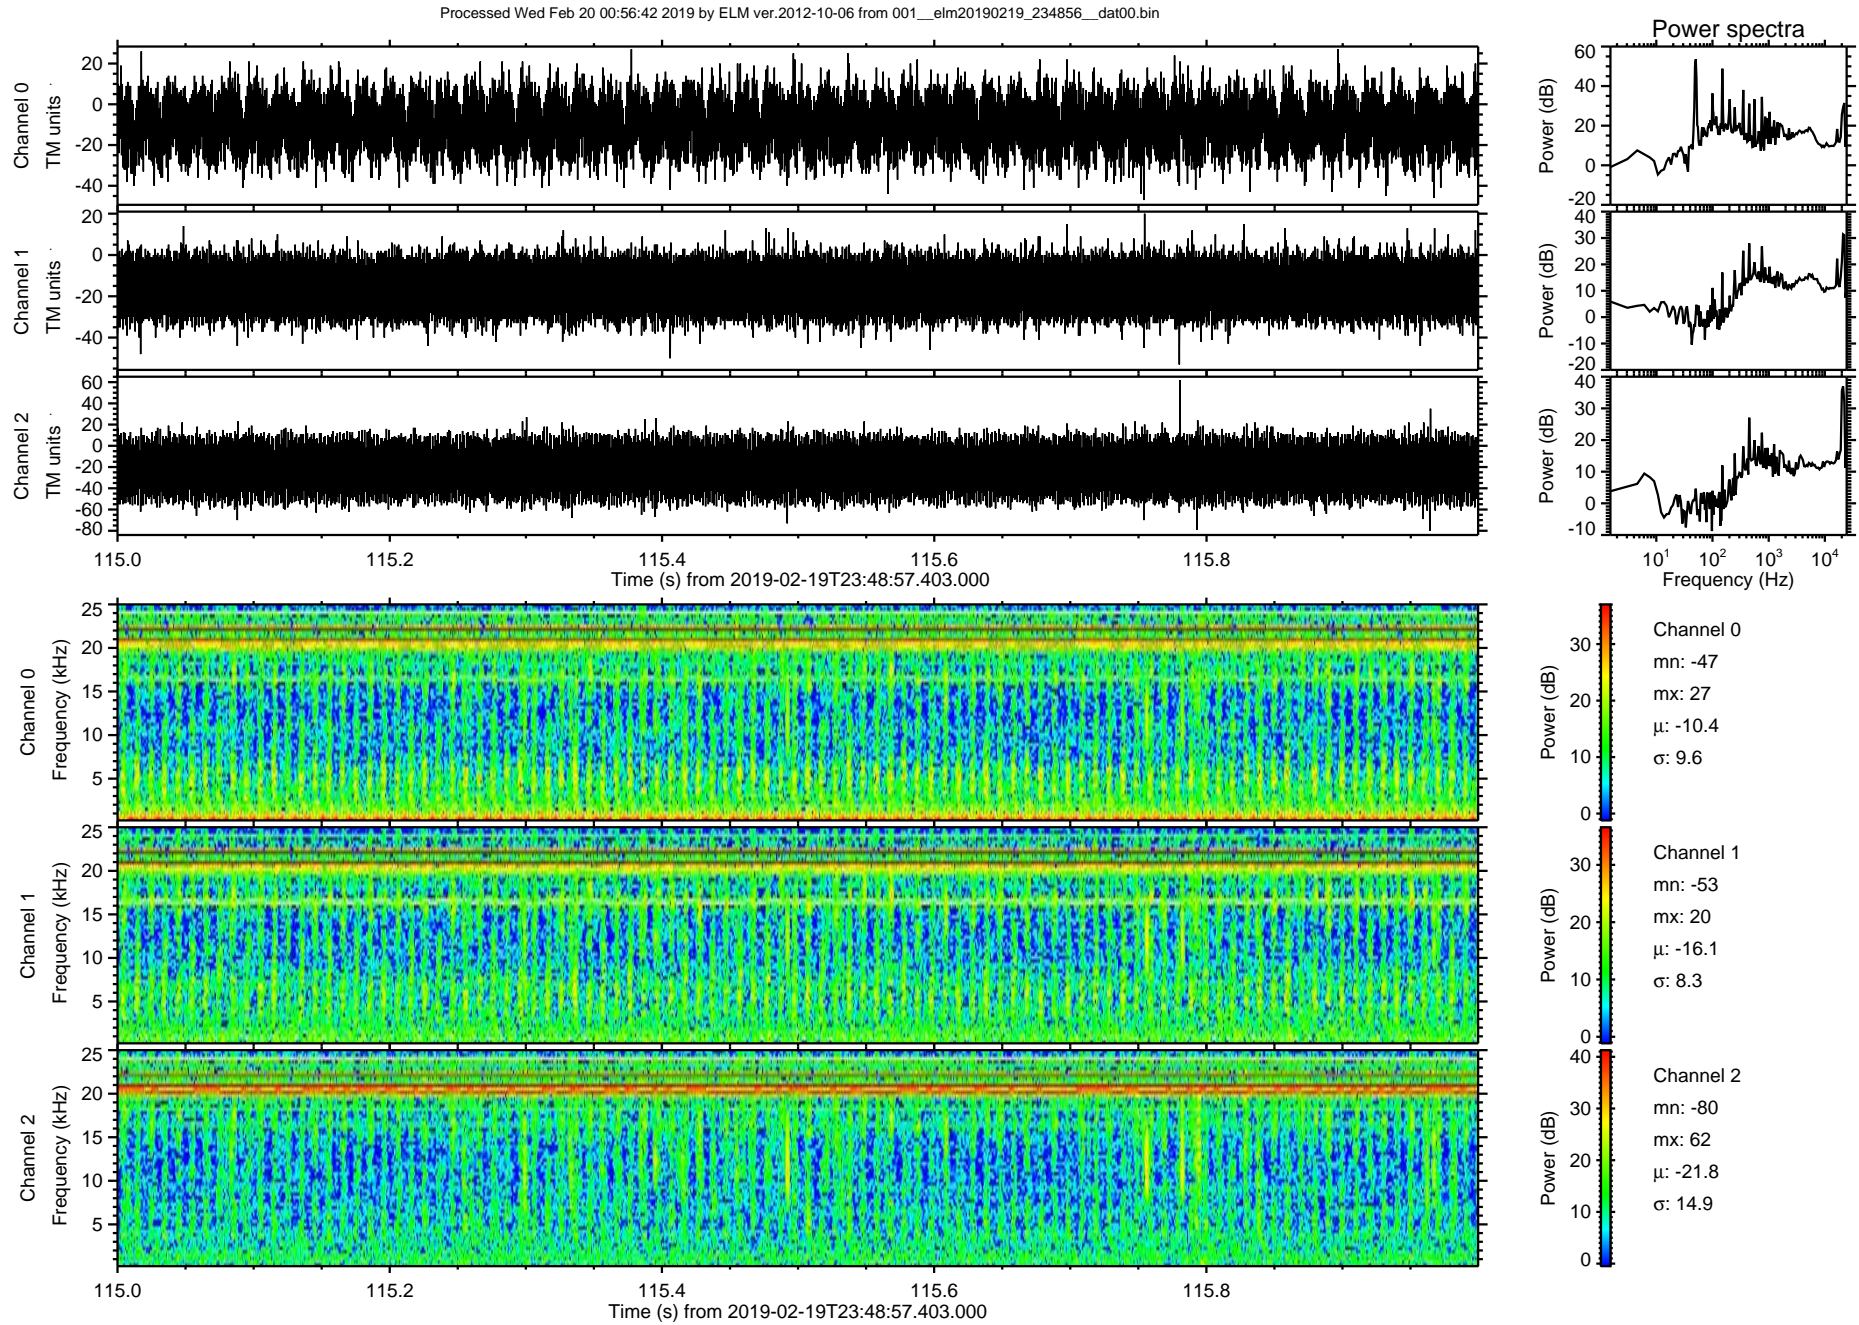 Processed Wed Feb 20 00:56:42 2019 by ELM ver.2012-10-06 from 001__elm20190219_234856__dat00.bin
Power spectra
Channel 0
TM units
20
0
-20
-40
Power (dB)
60
40
20
0
-20
Channel 1
TM units
20
0
-20
-40
Power (dB)
40
30
20
10
0
-10
-20
Channel 2
TM units
60
40
20
0
-20
-40
-60
-80
Power (dB)
40
30
20
10
0
-10
115.0 115.2 115.4 115.6 115.8
Time (s) from 2019-02-19T23:48:57.403.000
10¹ 10² 10³ 10⁴
Frequency (Hz)
Channel 0
Frequency (kHz)
25
20
15
10
5
Power (dB)
30
20
10
0
Channel 0
mn: -47
mx: 27
µ: -10.4
σ: 9.6
Channel 1
Frequency (kHz)
25
20
15
10
5
Power (dB)
30
20
10
0
Channel 1
mn: -53
mx: 20
µ: -16.1
σ: 8.3
Channel 2
Frequency (kHz)
25
20
15
10
5
Power (dB)
40
30
20
10
0
Channel 2
mn: -80
mx: 62
µ: -21.8
σ: 14.9
115.0 115.2 115.4 115.6 115.8
Time (s) from 2019-02-19T23:48:57.403.000